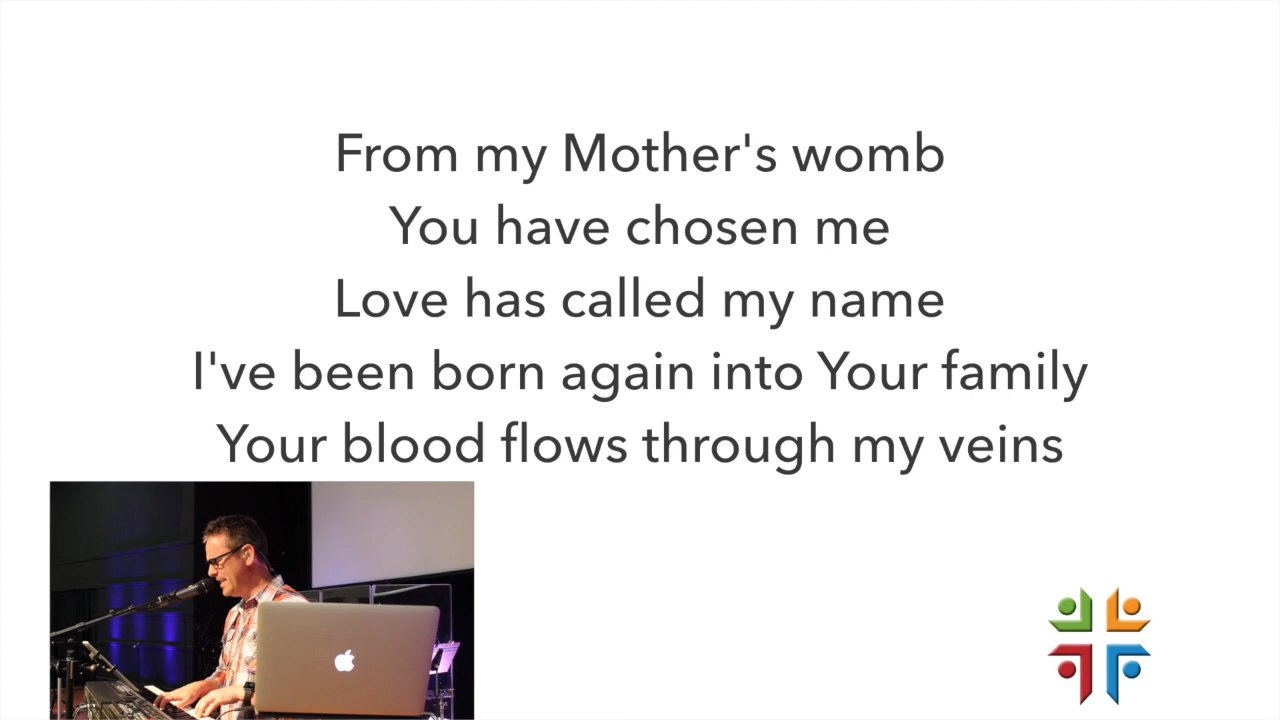 From my Mother's womb
You have chosen me
Love has called my name
I've been born again into Your family
Your blood flows through my veins